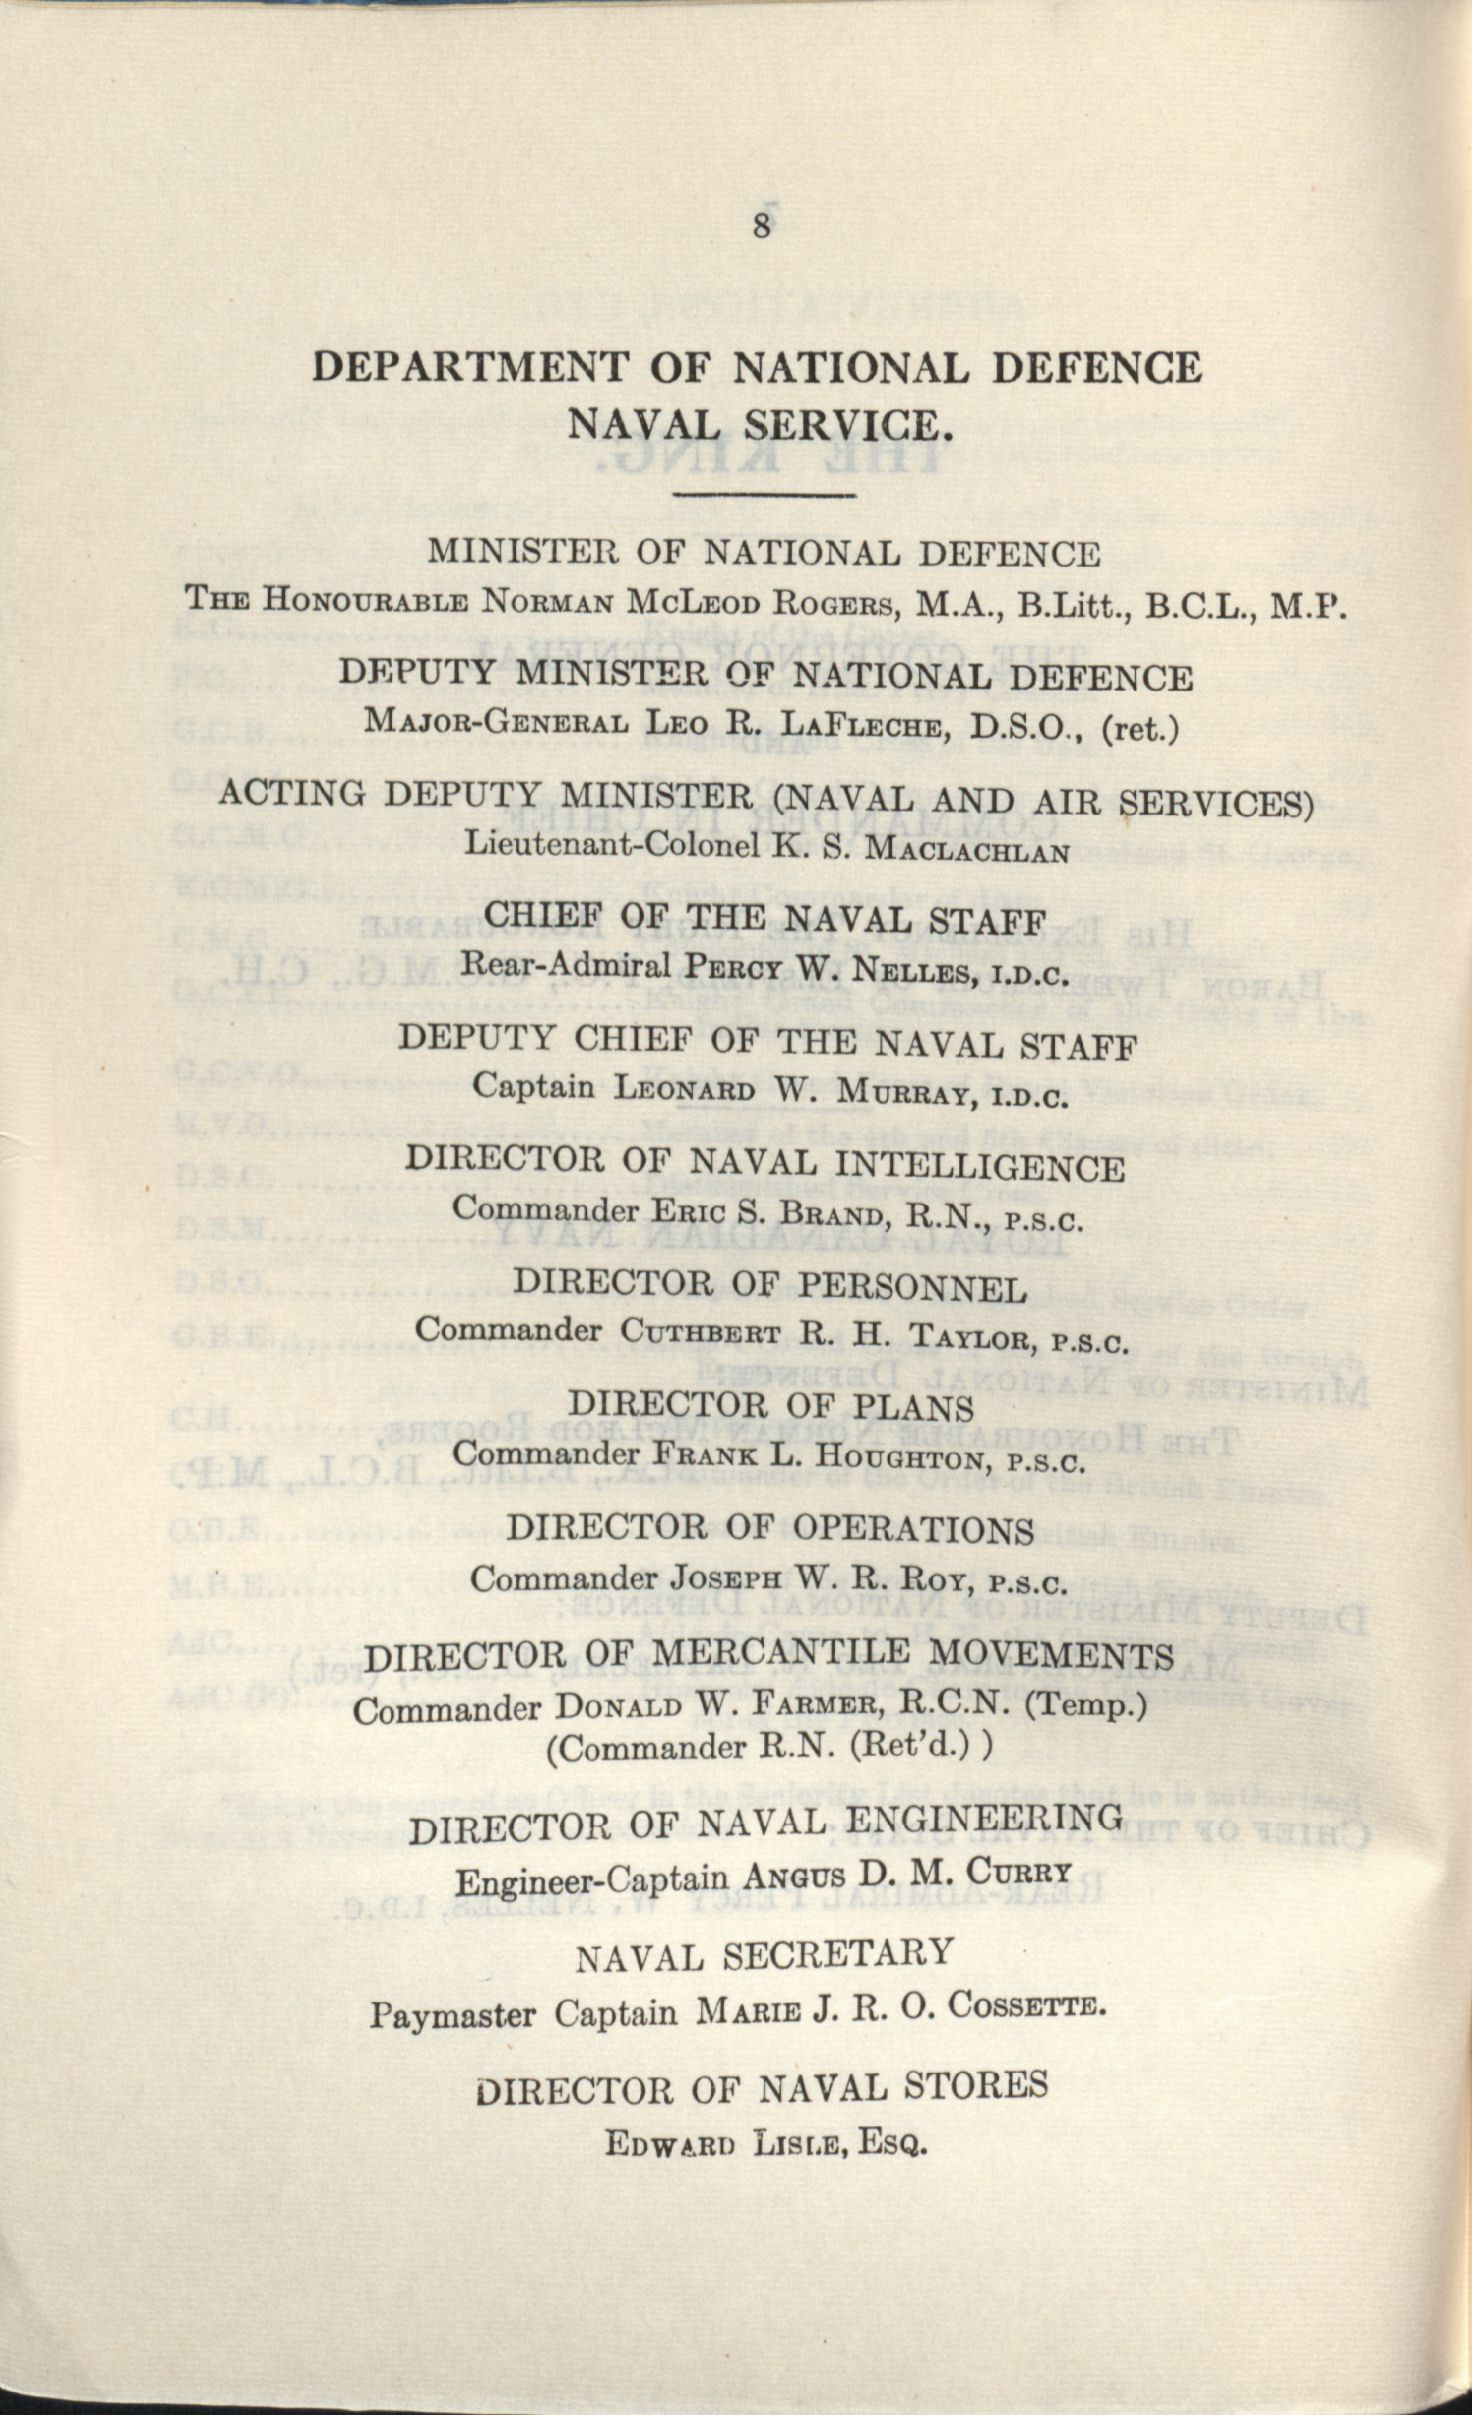 8
DEPARTMENT OF NATIONAL DEFENCE
NAVAL SERVICE.
MINISTER OF NATIONAL DEFENCE
THE HONOURABLE NORMAN MCLEOD ROGERS, M.A., B.Litt., B.C.L., M.P.
DEPUTY MINISTER OF NATIONAL DEFENCE
MAJOR-GENERAL LEO R. LAFLECHE, D.S.O., (ret.)
ACTING DEPUTY MINISTER (NAVAL AND AIR SERVICES)
Lieutenant-Colonel K. S. MACLACHLAN
CHIEF OF THE NAVAL STAFF
Rear-Admiral PERCY W. NELLES, I.D.C.
DEPUTY CHIEF OF THE NAVAL STAFF
Captain LEONARD W. MURRAY, I.D.C.
DIRECTOR OF NAVAL INTELLIGENCE
Commander ERIC S. BRAND, R.N., P.S.C.
DIRECTOR OF PERSONNEL
Commander CUTHBERT R. H. TAYLOR, P.S.C.
DIRECTOR OF PLANS
Commander FRANK L. HOUGHTON, P.S.C.
DIRECTOR OF OPERATIONS
Commander JOSEPH W. R. ROY, P.S.C.
DIRECTOR OF MERCANTILE MOVEMENTS
Commander DONALD W. FARMER, R.C.N. (Temp.)
(Commander R.N. (Ret'd.) )
DIRECTOR OF NAVAL ENGINEERING
Engineer-Captain ANGUS D. M. CURRY
NAVAL SECRETARY
Paymaster Captain MARIE J. R. O. COSSETTE.
DIRECTOR OF NAVAL STORES
EDWARD LISLE, ESQ.